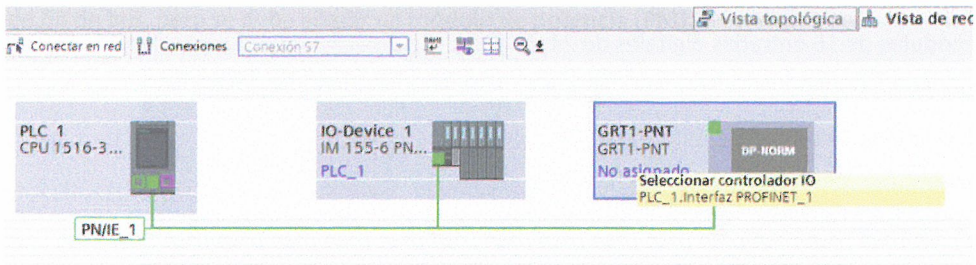 Vista topológica
Vista de rec
Conectar en red
Conexiones
Conexión S7
PLC_1
CPU 1516-3...
IO-Device_1
IM 155-6 PN...
PLC_1
GRT1-PNT
GRT1-PNT
DP-NORM
No asignado
Seleccionar controlador IO
PLC_1.Interfaz PROFINET_1
PN/IE_1